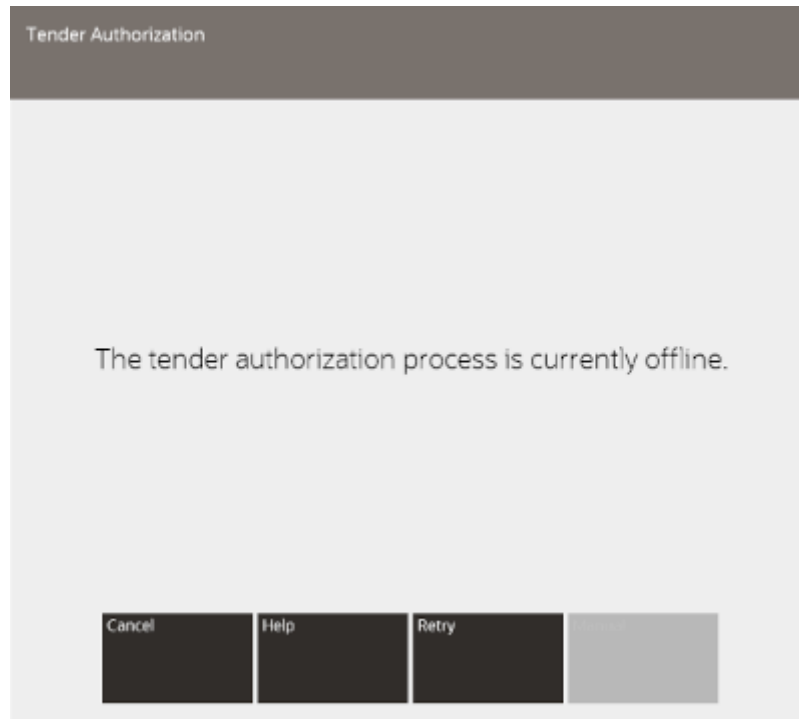 Tender Authorization
The tender authorization process is currently offline.
Cancel
Help
Retry